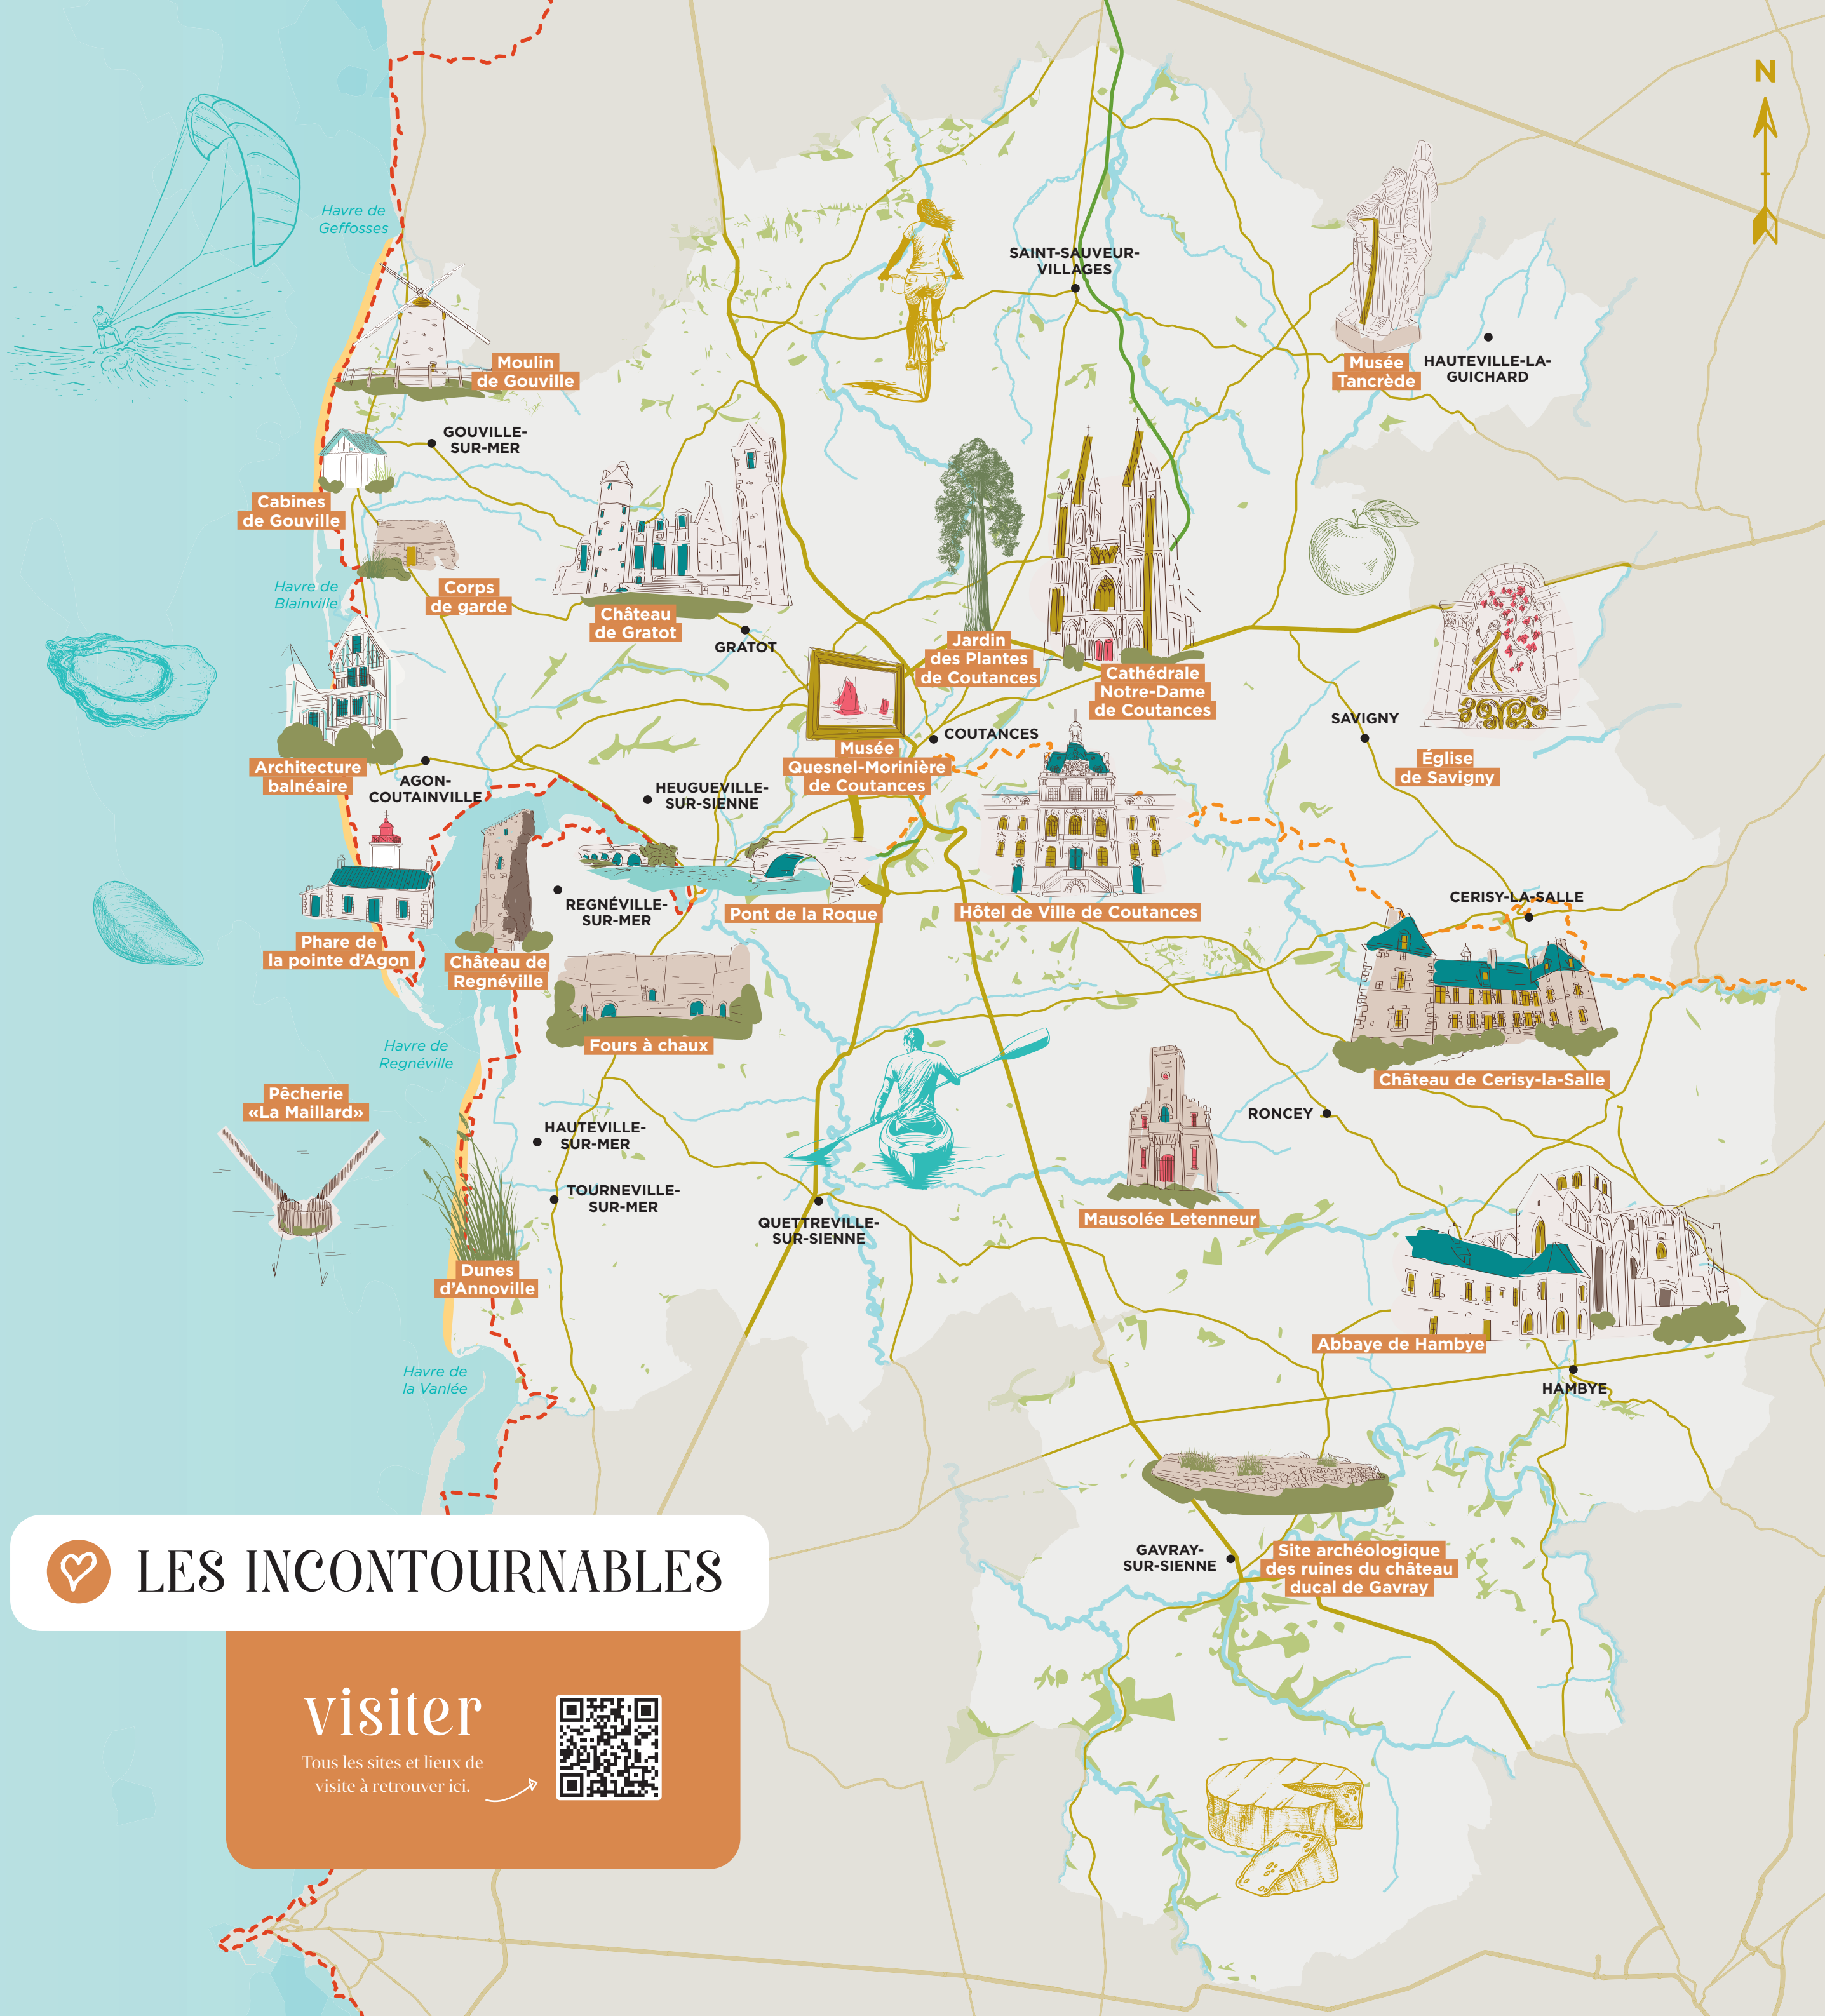 N
Havre de
Geffosses
SAINT-SAUVEUR-
VILLAGES
Moulin
de Gouville
Musée
Tancrède
HAUTEVILLE-LA-
GUICHARD
GOUVILLE-
SUR-MER
Cabines
de Gouville
Havre de
Blainville
Corps
de garde
Château
de Gratot
GRATOT
Jardin
des Plantes
de Coutances
Cathédrale
Notre-Dame
de Coutances
SAVIGNY
Église
de Savigny
COUTANCES
Musée
Quesnel-Morinière
de Coutances
Architecture
balnéaire
AGON-
COUTAINVILLE
HEUGUEVILLE-
SUR-SIENNE
REGNÉVILLE-
SUR-MER
Pont de la Roque
Hôtel de Ville de Coutances
CERISY-LA-SALLE
Phare de
la pointe d'Agon
Château de
Regnéville
Fours à chaux
Havre de
Regnéville
Château de Cerisy-la-Salle
Pêcherie
«La Maillard»
RONCEY
HAUTEVILLE-
SUR-MER
TOURNEVILLE-
SUR-MER
QUETTREVILLE-
SUR-SIENNE
Mausolée Letenneur
Dunes
d'Annoville
Abbaye de Hambye
Havre de
la Vanlée
HAMBYE
GAVRAY-
SUR-SIENNE
Site archéologique
des ruines du château
ducal de Gavray
LES INCONTOURNABLES
visiter
Tous les sites et lieux de
visite à retrouver ici.